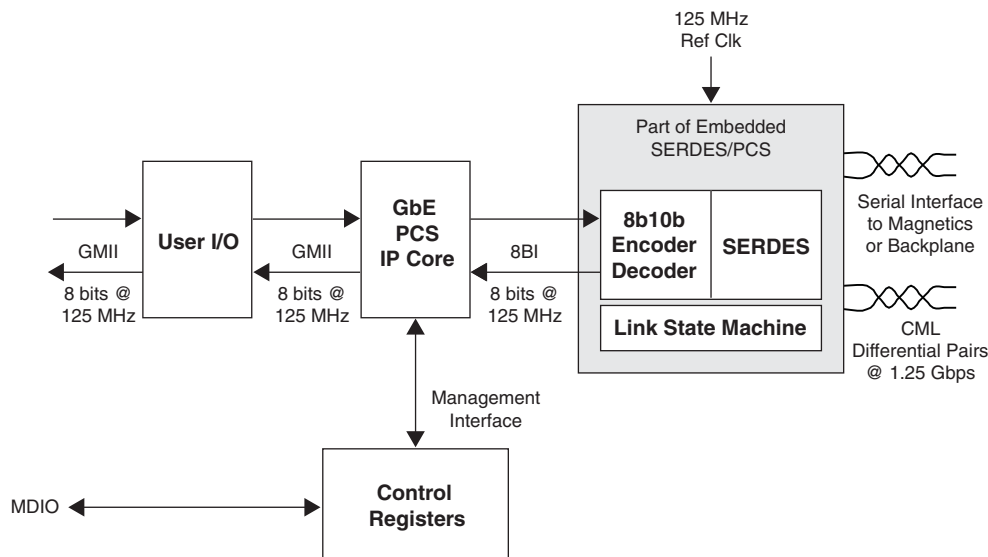 125 MHz
Ref Clk
Part of Embedded
SERDES/PCS
User I/O
GbE
PCS
IP Core
8b10b
Encoder
Decoder
SERDES
Link State Machine
GMII
8 bits @
125 MHz
GMII
8 bits @
125 MHz
8BI
8 bits @
125 MHz
Serial Interface
to Magnetics
or Backplane
CML
Differential Pairs
@ 1.25 Gbps
Management
Interface
MDIO
Control
Registers